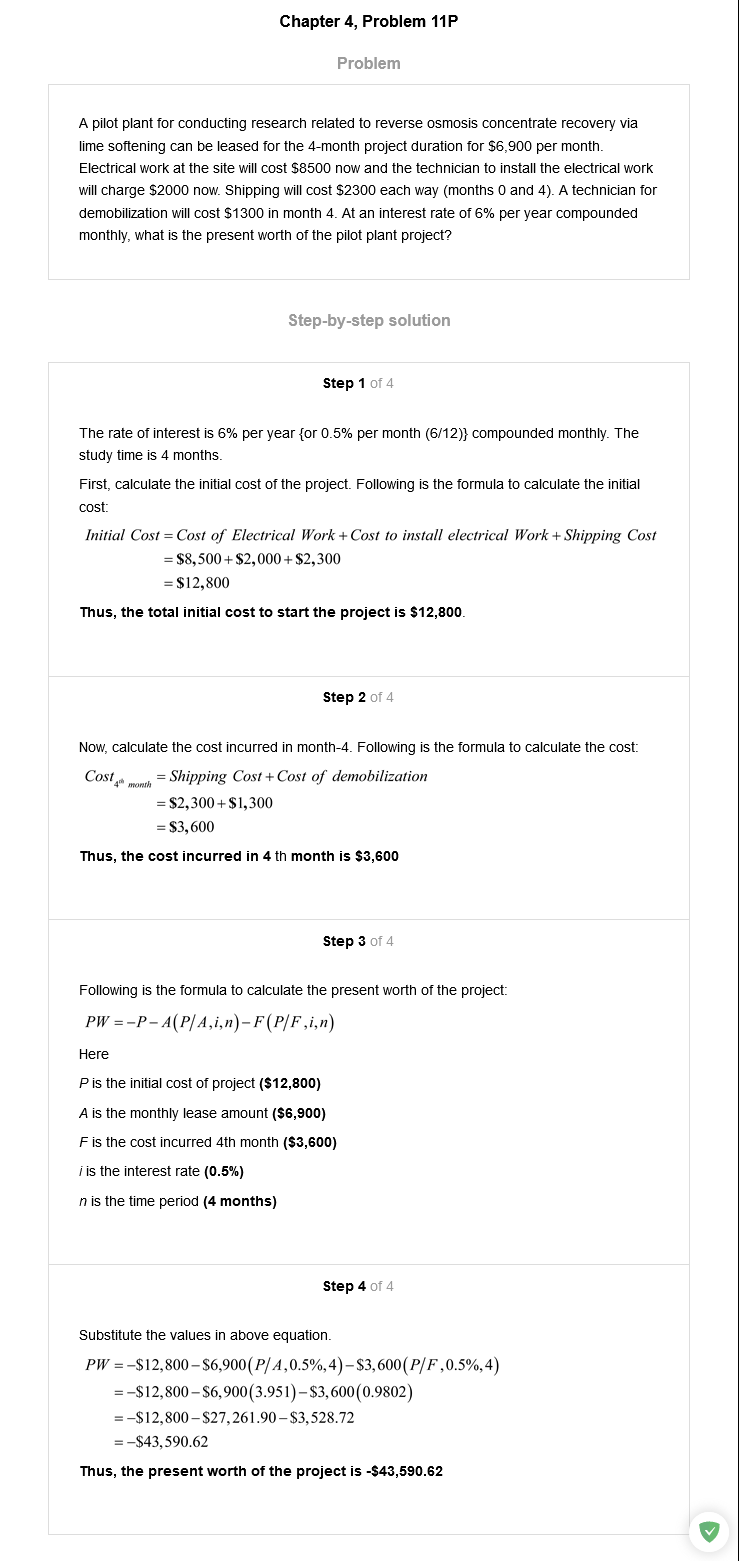 Chapter 4, Problem 11P
Problem
A pilot plant for conducting research related to reverse osmosis concentrate recovery via
lime softening can be leased for the 4-month project duration for $6,900 per month.
Electrical work at the site will cost $8500 now and the technician to install the electrical work
will charge $2000 now. Shipping will cost $2300 each way (months 0 and 4). A technician for
demobilization will cost $1300 in month 4. At an interest rate of 6% per year compounded
monthly, what is the present worth of the pilot plant project?
Step-by-step solution
Step 1 of 4
The rate of interest is 6% per year {or 0.5% per month (6/12)} compounded monthly. The
study time is 4 months.
First, calculate the initial cost of the project. Following is the formula to calculate the initial
cost:
Initial Cost = Cost of Electrical Work + Cost to install electrical Work + Shipping Cost
= $8,500 + $2,000 + $2,300
= $12,800
Thus, the total initial cost to start the project is $12,800.
Step 2 of 4
Now, calculate the cost incurred in month-4. Following is the formula to calculate the cost:
Cost 4th month = Shipping Cost + Cost of demobilization
= $2,300 + $1,300
= $3,600
Thus, the cost incurred in 4 th month is $3,600
Step 3 of 4
Following is the formula to calculate the present worth of the project:
PW = −P − A(P/A,i,n) − F(P/F,i,n)
Here
P is the initial cost of project ($12,800)
A is the monthly lease amount ($6,900)
F is the cost incurred 4th month ($3,600)
i is the interest rate (0.5%)
n is the time period (4 months)
Step 4 of 4
Substitute the values in above equation.
PW = −$12,800 − $6,900(P/A,0.5%,4) − $3,600(P/F,0.5%,4)
= −$12,800 − $6,900(3.951) − $3,600(0.9802)
= −$12,800 − $27,261.90 − $3,528.72
= −$43,590.62
Thus, the present worth of the project is -$43,590.62